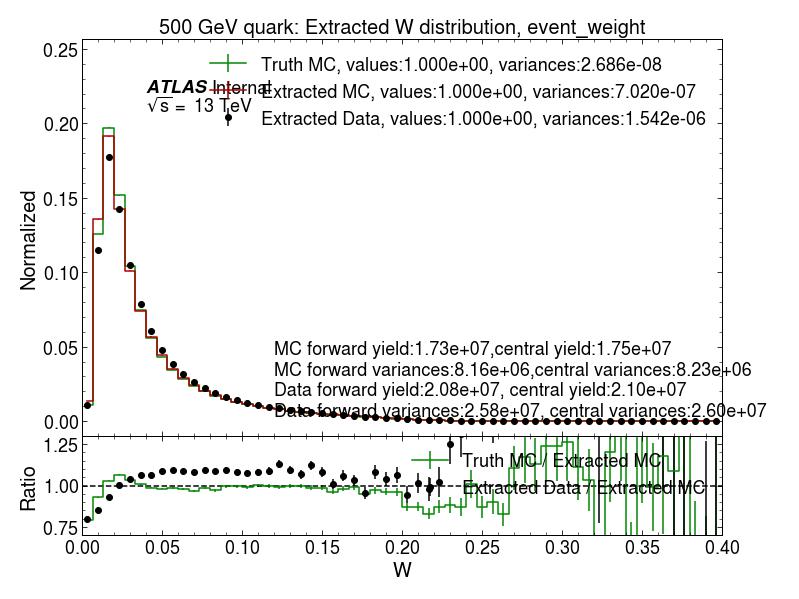 500 GeV quark: Extracted W distribution, event_weight
Truth MC, values:1.000e+00, variances:2.686e-08
ATLAS Internal
Extracted MC, values:1.000e+00, variances:7.020e-07
√s = 13 TeV
Extracted Data, values:1.000e+00, variances:1.542e-06
0.25
0.20
0.15
0.10
0.05
0.00
Normalized
MC forward yield:1.73e+07,central yield:1.75e+07
MC forward variances:8.16e+06,central variances:8.23e+06
Data forward yield:2.08e+07, central yield:2.10e+07
Data forward variances:2.58e+07, central variances:2.60e+07
1.25
1.00
0.75
Ratio
Truth MC / Extracted MC
Extracted Data / Extracted MC
0.00 0.05 0.10 0.15 0.20 0.25 0.30 0.35 0.40
W